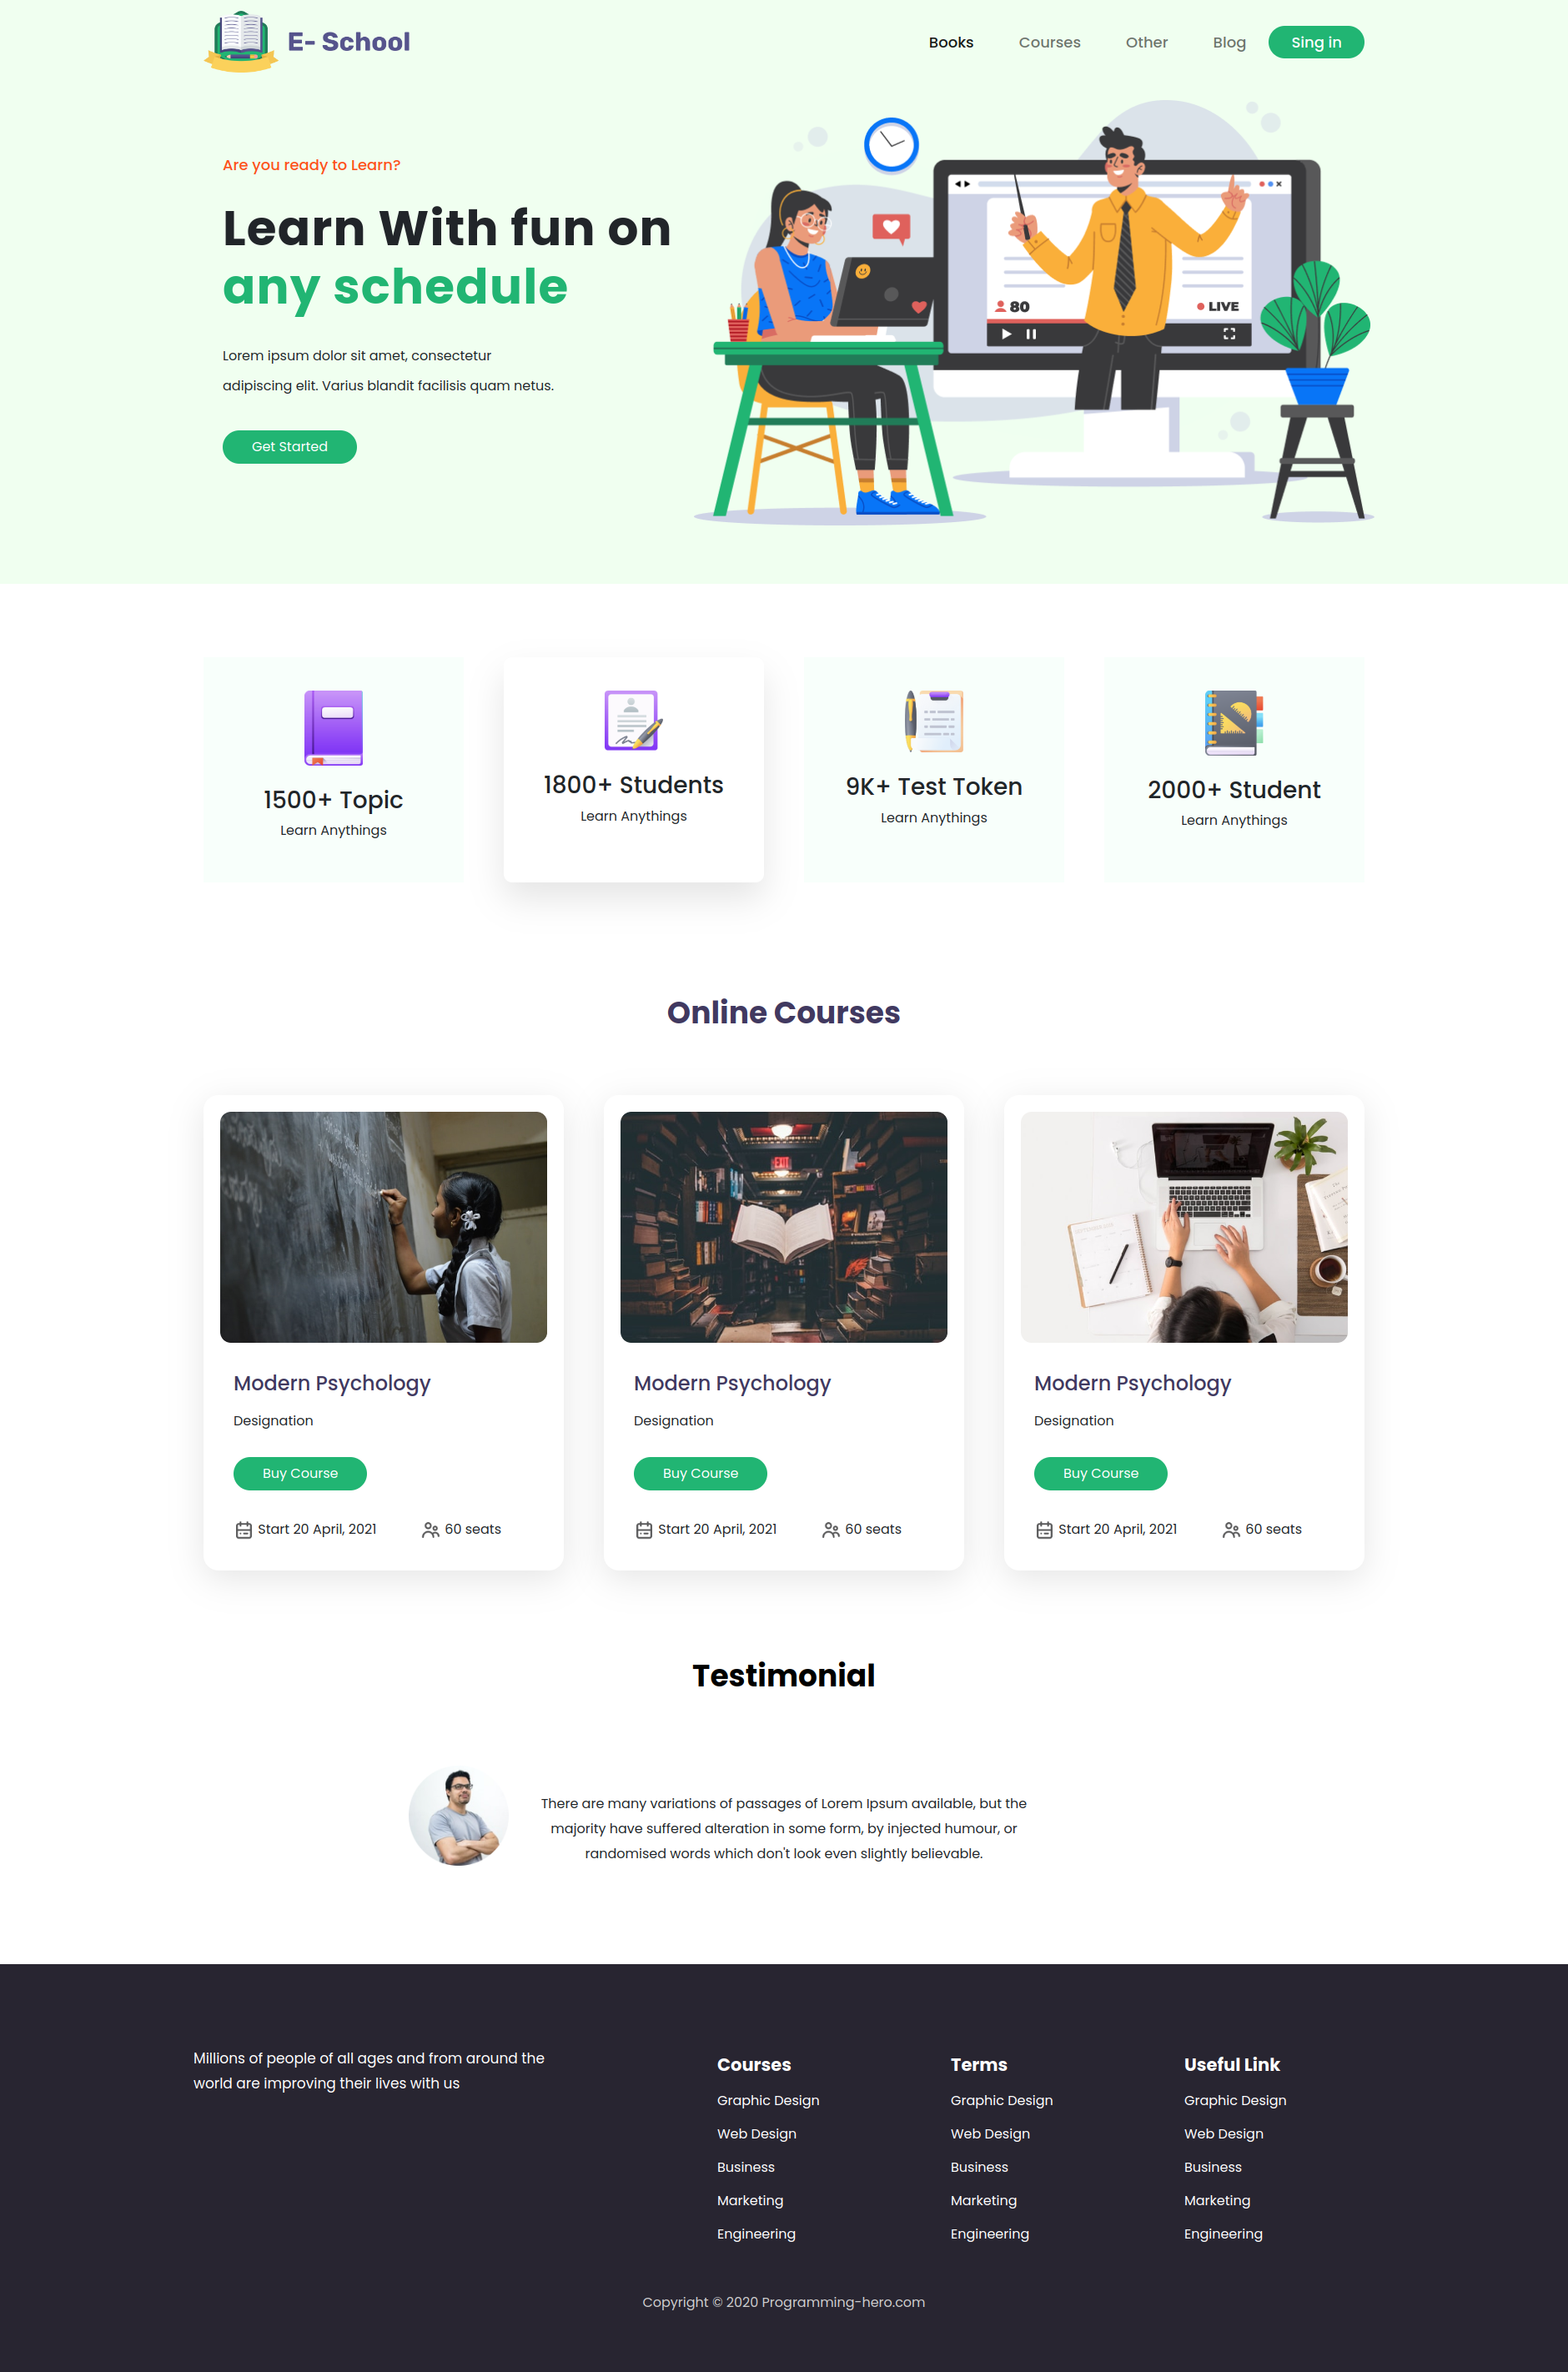 E- School
Books
Courses
Other
Blog
Sing in
Are you ready to Learn?
Learn With fun on
any schedule
Lorem ipsum dolor sit amet, consectetur
adipiscing elit. Varius blandit facilisis quam netus.
Get Started
80
LIVE
1500+ Topic
Learn Anythings
1800+ Students
Learn Anythings
9K+ Test Token
Learn Anythings
2000+ Student
Learn Anythings
Online Courses
EXIT
Modern Psychology
Designation
Buy Course
Start 20 April, 2021
60 seats
Modern Psychology
Designation
Buy Course
Start 20 April, 2021
60 seats
Modern Psychology
Designation
Buy Course
Start 20 April, 2021
60 seats
Testimonial
There are many variations of passages of Lorem Ipsum available, but the
majority have suffered alteration in some form, by injected humour, or
randomised words which don't look even slightly believable.
Millions of people of all ages and from around the
world are improving their lives with us
Courses
Graphic Design
Web Design
Business
Marketing
Engineering
Terms
Graphic Design
Web Design
Business
Marketing
Engineering
Useful Link
Graphic Design
Web Design
Business
Marketing
Engineering
Copyright © 2020 Programming-hero.com